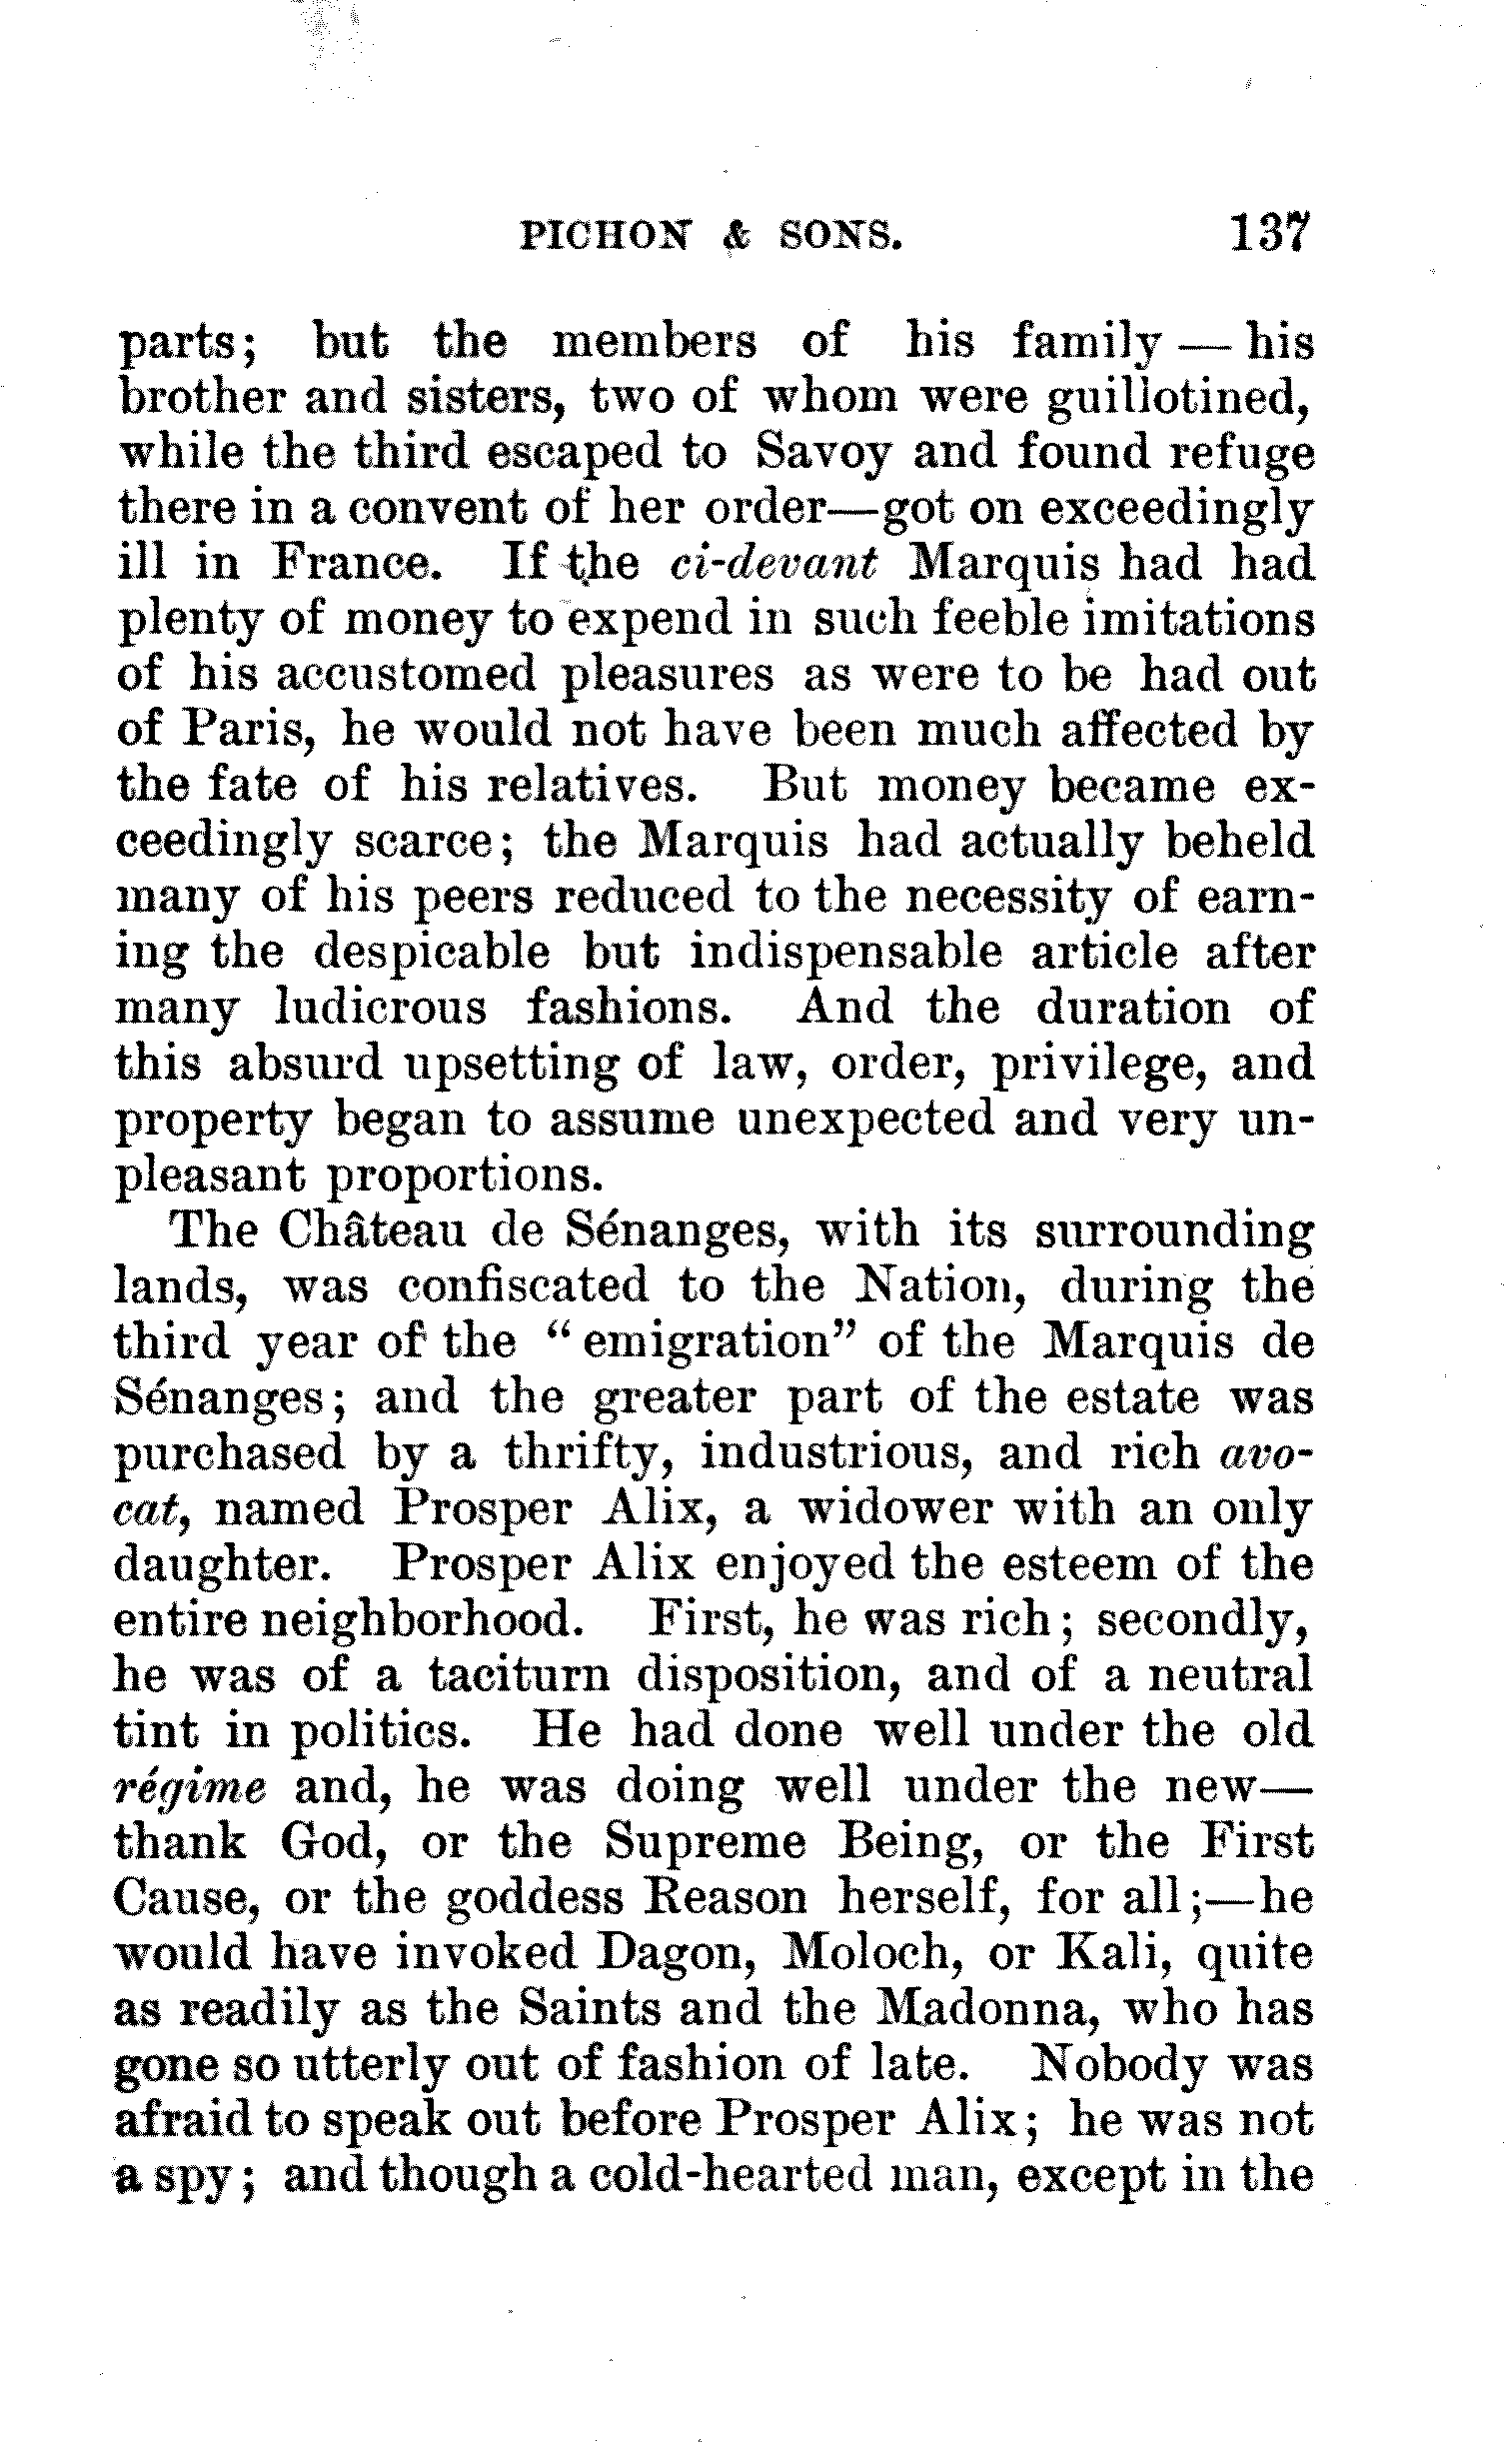 PICHON & SONS. 137
parts; but the members of his family — his
brother and sisters, two of whom were guillotined,
while the third escaped to Savoy and found refuge
there in a convent of her order—got on exceedingly
ill in France. If the ci-devant Marquis had had
plenty of money to expend in such feeble imitations
of his accustomed pleasures as were to be had out
of Paris, he would not have been much affected by
the fate of his relatives. But money became ex-
ceedingly scarce; the Marquis had actually beheld
many of his peers reduced to the necessity of earn-
ing the despicable but indispensable article after
many ludicrous fashions. And the duration of
this absurd upsetting of law, order, privilege, and
property began to assume unexpected and very un-
pleasant proportions.
The Château de Sénanges, with its surrounding
lands, was confiscated to the Nation, during the
third year of the “ emigration” of the Marquis de
Sénanges; and the greater part of the estate was
purchased by a thrifty, industrious, and rich avo-
cat, named Prosper Alix, a widower with an only
daughter. Prosper Alix enjoyed the esteem of the
entire neighborhood. First, he was rich; secondly,
he was of a taciturn disposition, and of a neutral
tint in politics. He had done well under the old
régime and, he was doing well under the new—
thank God, or the Supreme Being, or the First
Cause, or the goddess Reason herself, for all;—he
would have invoked Dagon, Moloch, or Kali, quite
as readily as the Saints and the Madonna, who has
gone so utterly out of fashion of late. Nobody was
afraid to speak out before Prosper Alix; he was not
a spy; and though a cold-hearted man, except in the